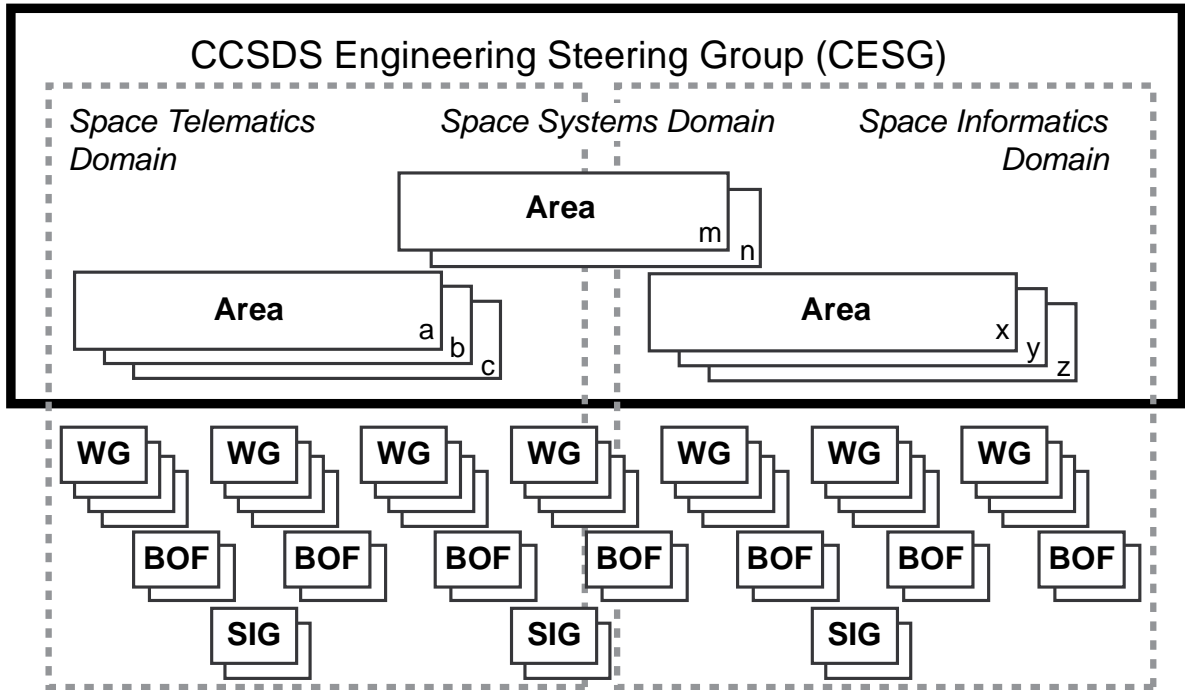 CCSDS Engineering Steering Group (CESG)
Space Telematics
Domain
Space Systems Domain
Space Informatics
Domain
Area
m
n
Area
a
b
c
Area
x
y
z
WG WG WG WG WG WG WG
BOF BOF BOF BOF BOF BOF BOF
SIG SIG SIG